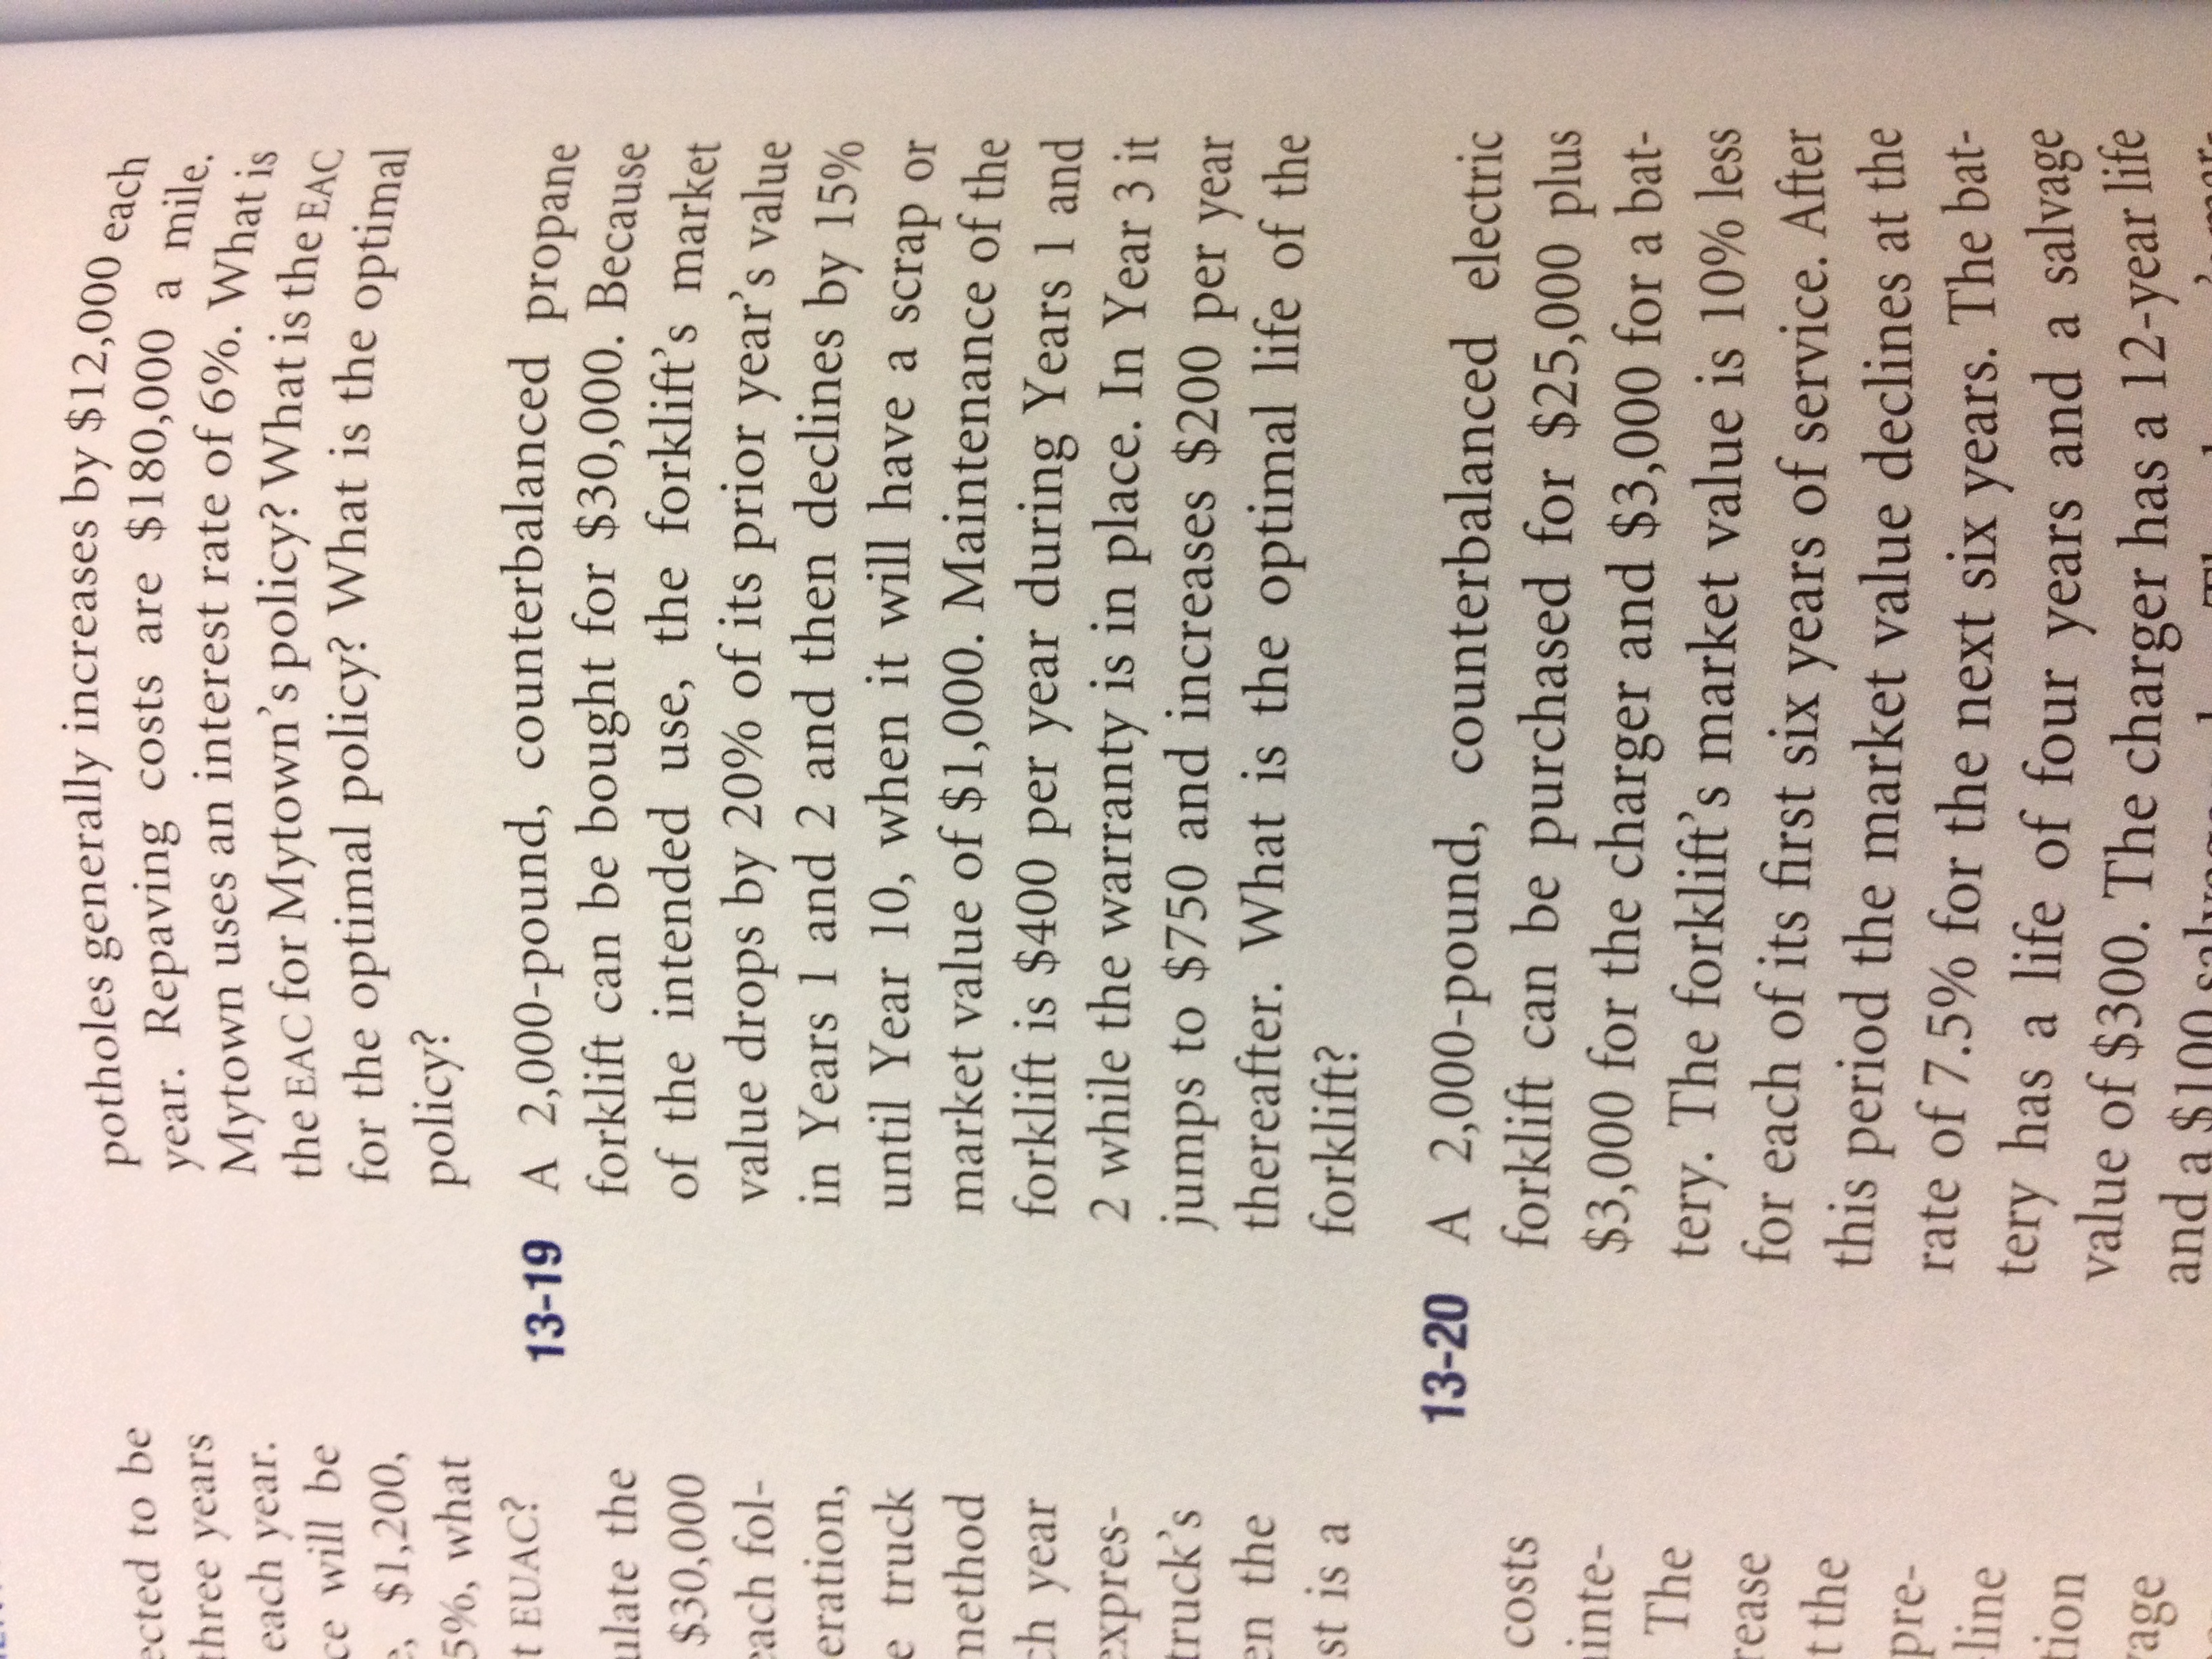 ected to be
three years
each year.
ce will be
$1,200,
5%, what
t EUAC?
ulate the
$30,000
each fol-
eration,
e truck
method
ch year
expres-
truck's
en the
st is a
costs
inte-
The
rease
t the
pre-
-line
tion
vage
potholes generally increases by $12,000 each
year. Repaving costs are $180,000 a mile.
Mytown uses an interest rate of 6%. What is
the EAC for Mytown's policy? What is the EAC
for the optimal policy? What is the optimal
policy?
13-19 A 2,000-pound, counterbalanced propane
forklift can be bought for $30,000. Because
of the intended use, the forklift's market
value drops by 20% of its prior year's value
in Years 1 and 2 and then declines by 15%
until Year 10, when it will have a scrap or
market value of $1,000. Maintenance of the
forklift is $400 per year during Years 1 and
2 while the warranty is in place. In Year 3 it
jumps to $750 and increases $200 per year
thereafter. What is the optimal life of the
forklift?
13-20 A 2,000-pound, counterbalanced electric
forklift can be purchased for $25,000 plus
$3,000 for the charger and $3,000 for a bat-
tery. The forklift's market value is 10% less
for each of its first six years of service. After
this period the market value declines at the
rate of 7.5% for the next six years. The bat-
tery has a life of four years and a salvage
value of $300. The charger has a 12-year life
and a $100